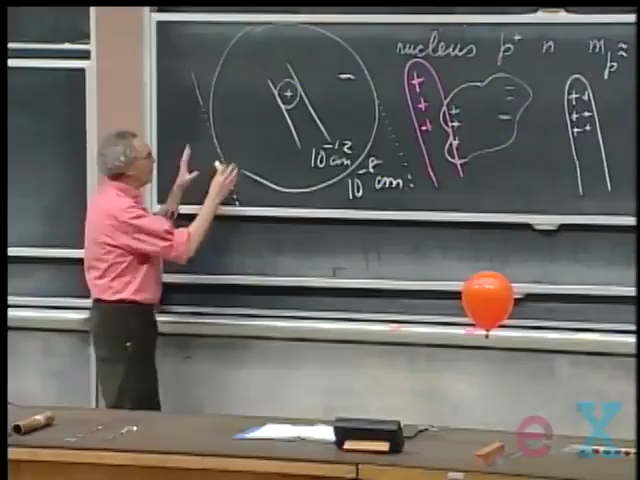 nucleus p⁺ n m_p ≈
+ −
+ + + + + + − − + + + + + +
10⁻¹² cm
10⁻⁸ cm
e X